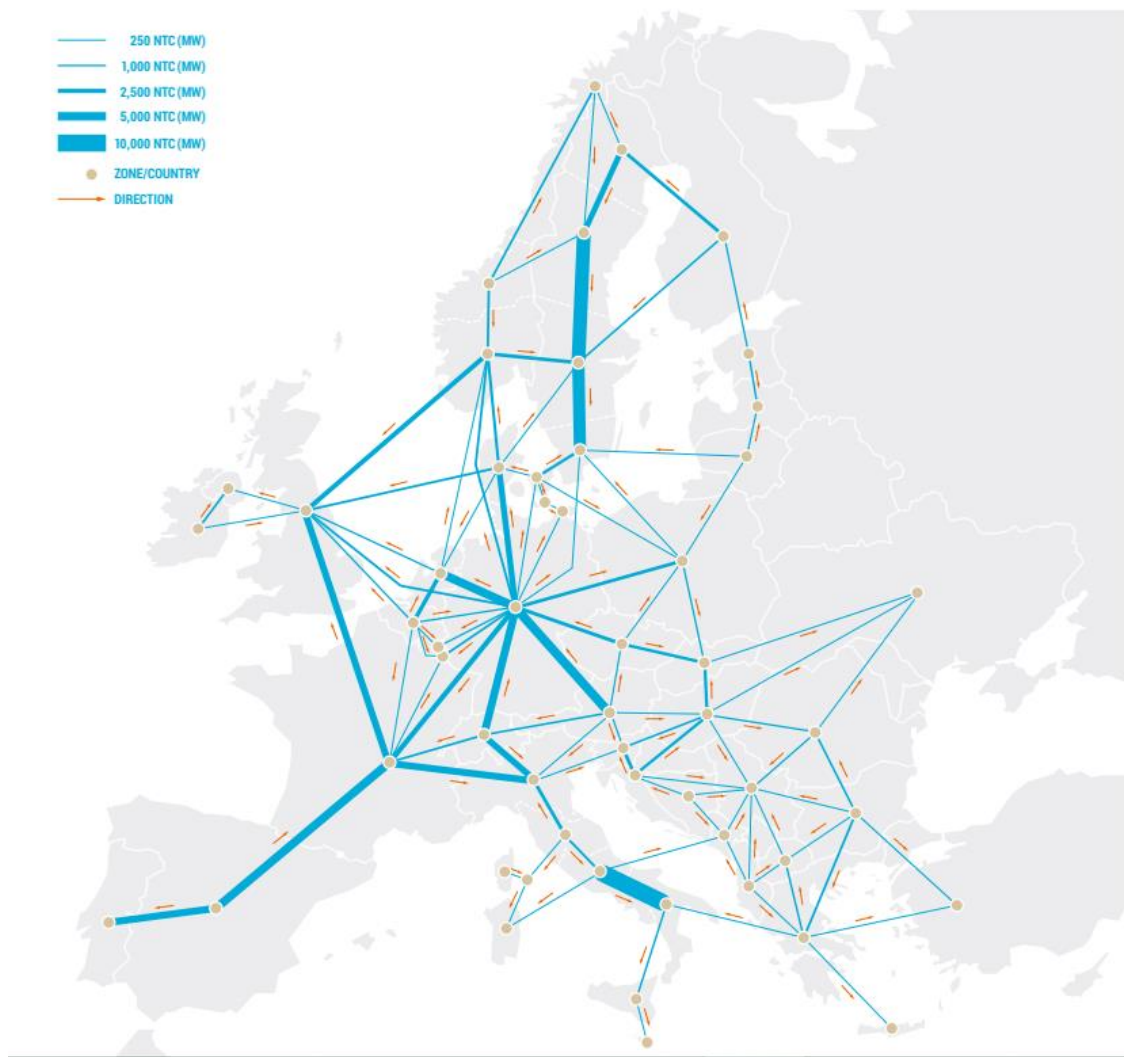 250 NTC (MW)
1,000 NTC (MW)
2,500 NTC (MW)
5,000 NTC (MW)
10,000 NTC (MW)
ZONE/COUNTRY
DIRECTION